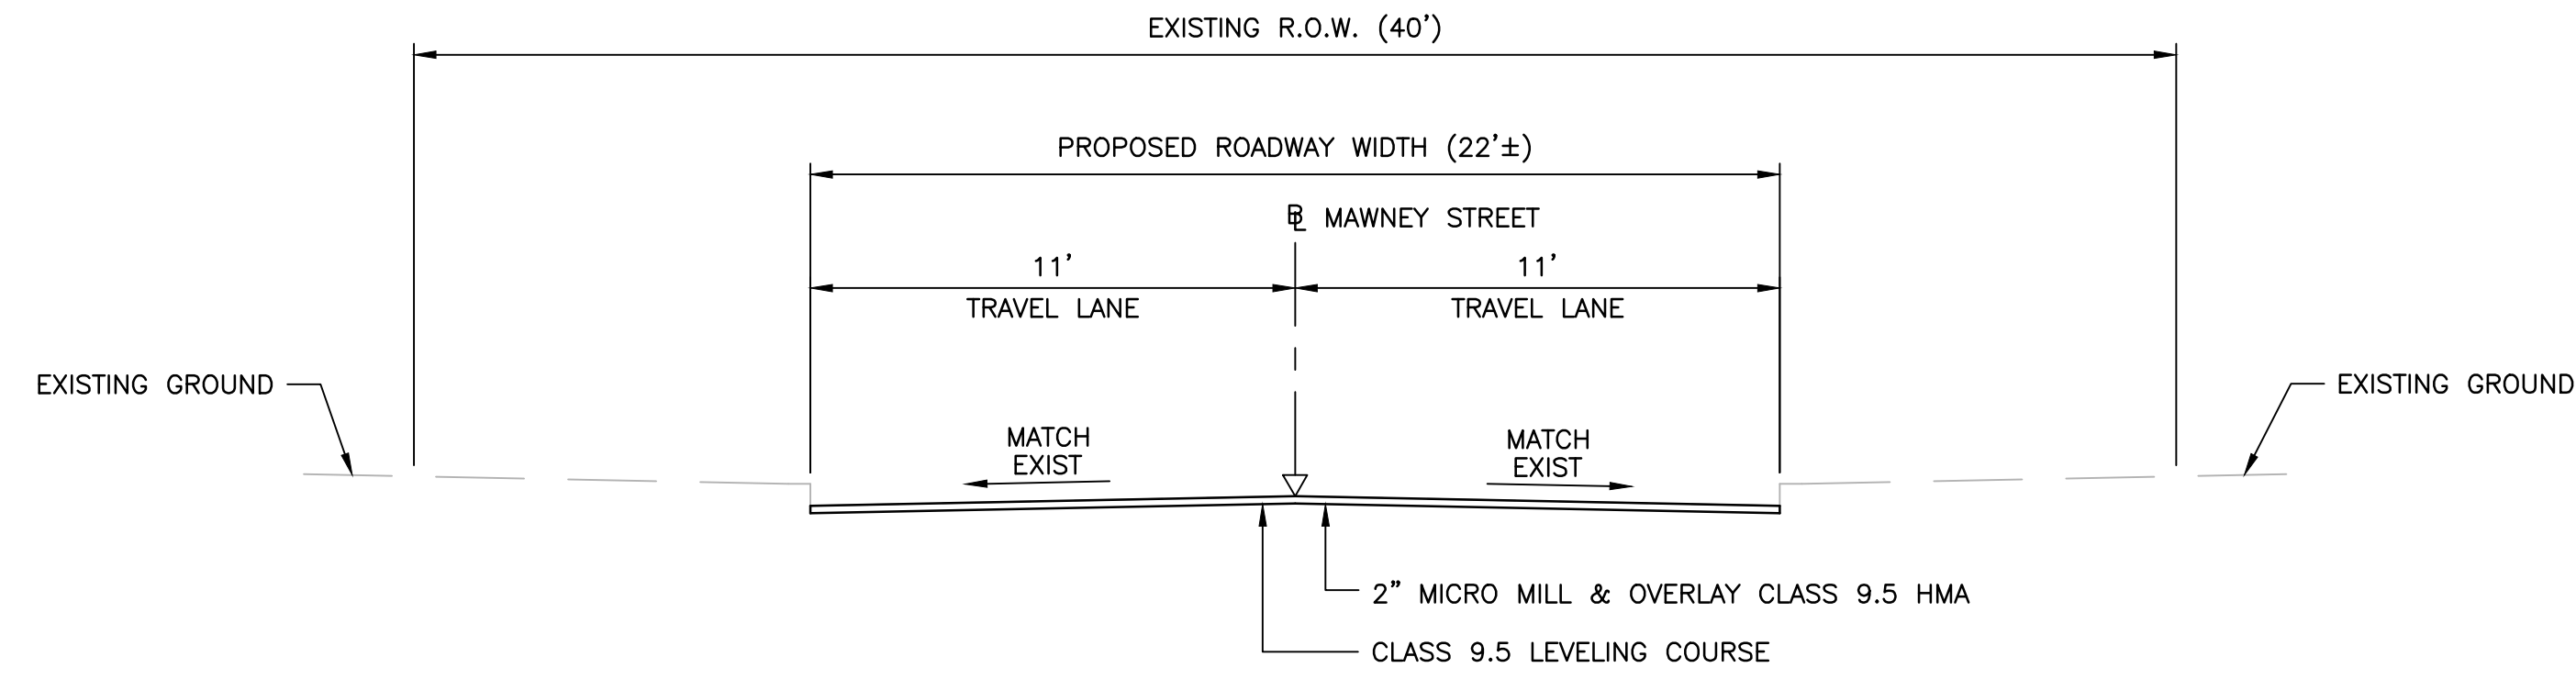 EXISTING R.O.W. (40')
PROPOSED ROADWAY WIDTH (22'±)
BL MAWNEY STREET
11' 11'
TRAVEL LANE TRAVEL LANE
EXISTING GROUND EXISTING GROUND
MATCH MATCH
EXIST EXIST
2" MICRO MILL & OVERLAY CLASS 9.5 HMA
CLASS 9.5 LEVELING COURSE